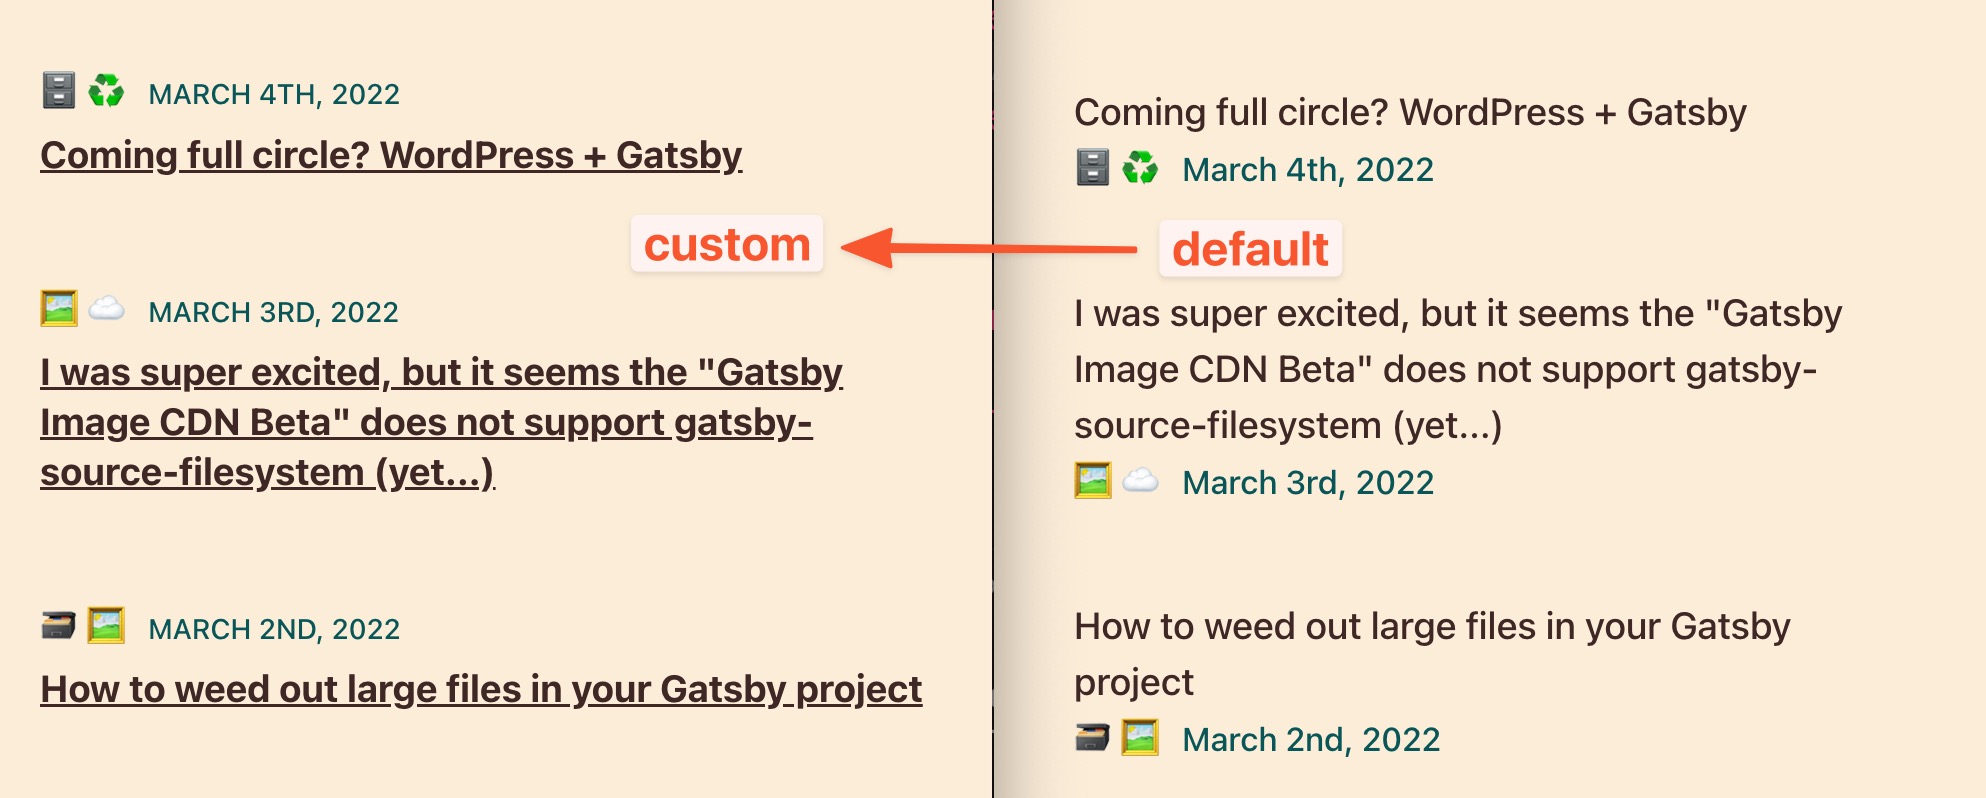 🗄️ ♻️ MARCH 4TH, 2022
Coming full circle? WordPress + Gatsby
custom
🖼️ ☁️ MARCH 3RD, 2022
I was super excited, but it seems the "Gatsby
Image CDN Beta" does not support gatsby-
source-filesystem (yet...)
🗃️ 🖼️ MARCH 2ND, 2022
How to weed out large files in your Gatsby project
Coming full circle? WordPress + Gatsby
🗄️ ♻️ March 4th, 2022
default
I was super excited, but it seems the "Gatsby
Image CDN Beta" does not support gatsby-
source-filesystem (yet...)
🖼️ ☁️ March 3rd, 2022
How to weed out large files in your Gatsby
project
🗃️ 🖼️ March 2nd, 2022